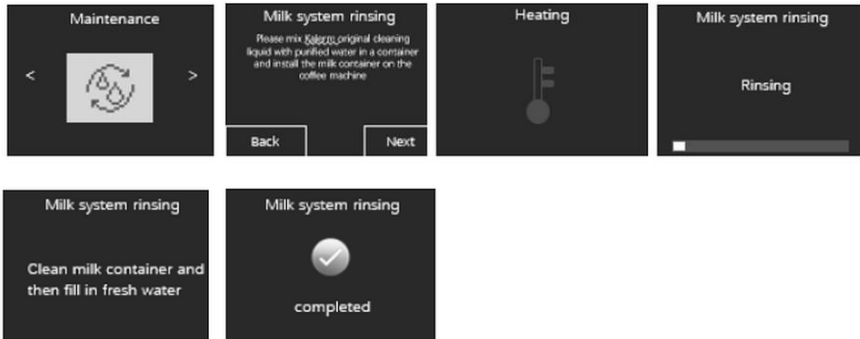 Maintenance
<
>
Milk system rinsing
Please mix Kalerm original cleaning
liquid with purified water in a container
and install the milk container on the
coffee machine
Back
Next
Heating
Milk system rinsing
Rinsing
Milk system rinsing
Clean milk container and
then fill in fresh water
Milk system rinsing
completed